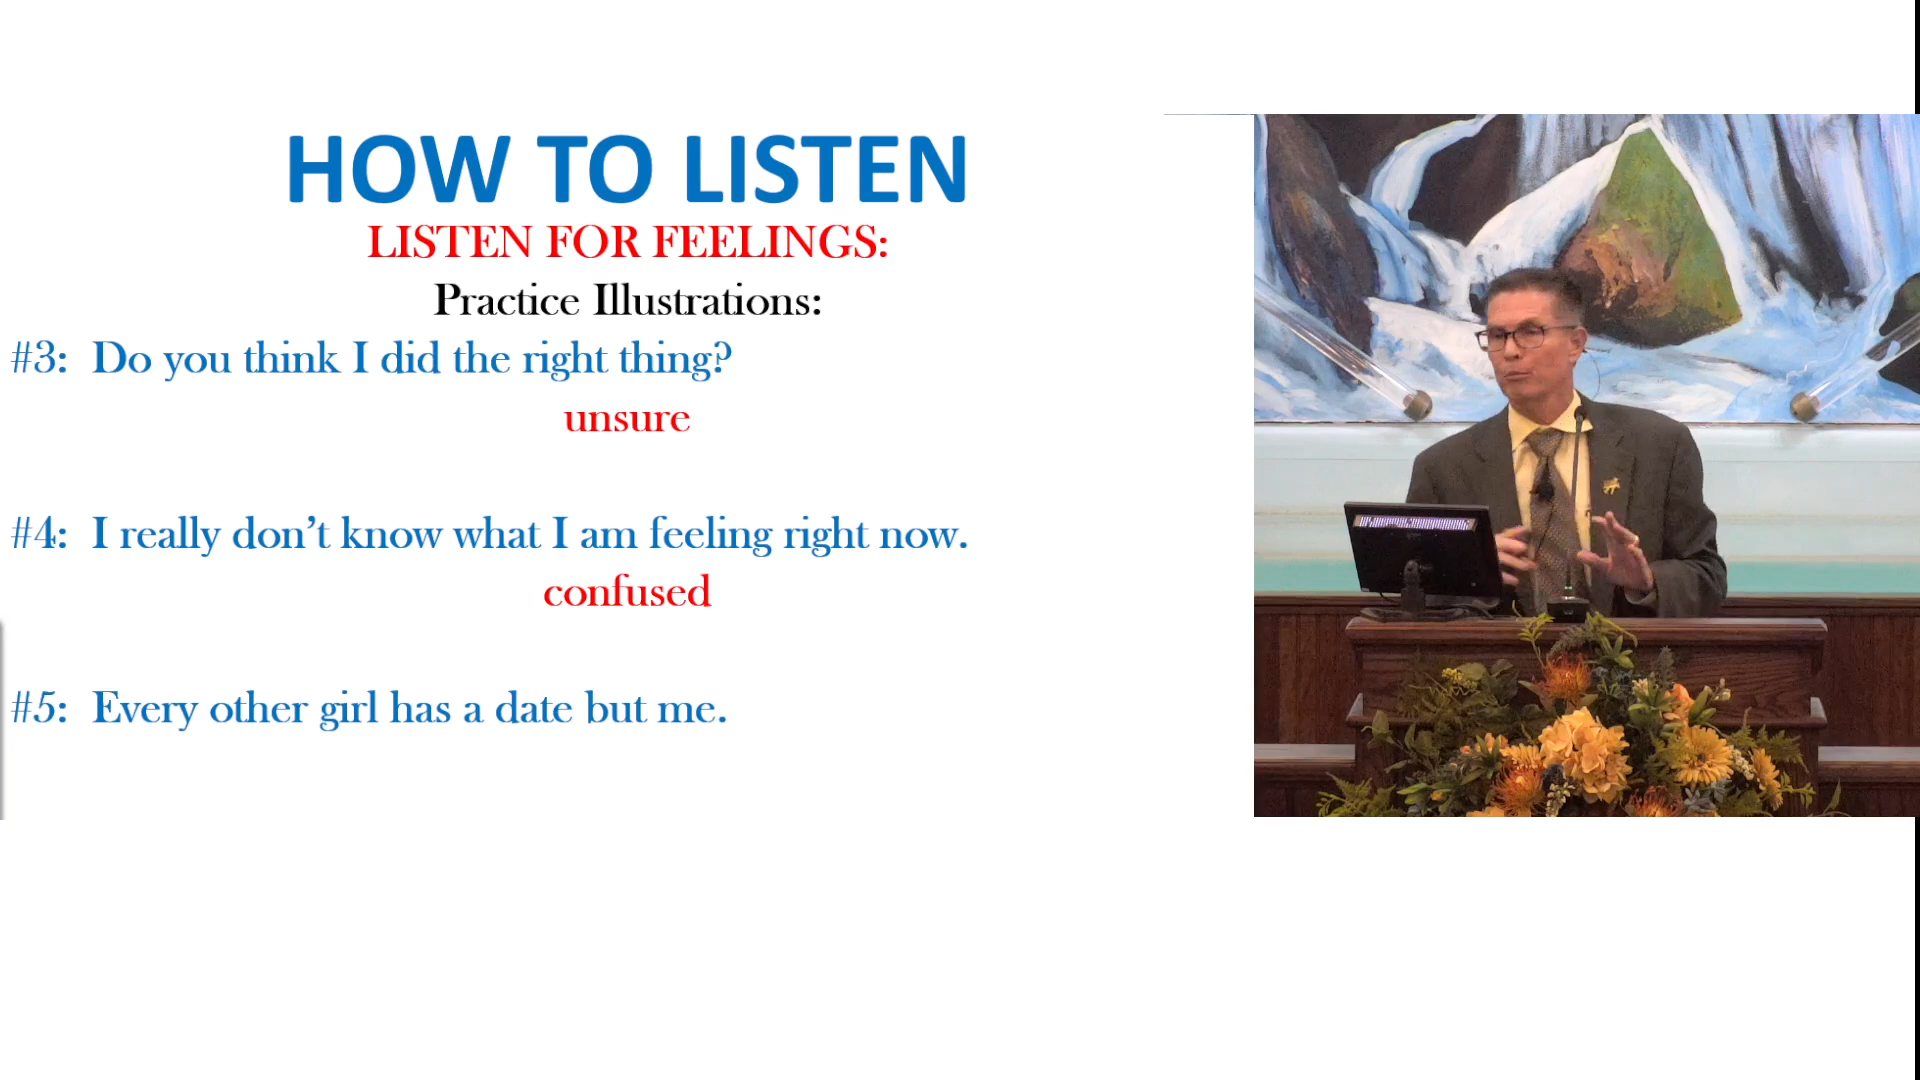 HOW TO LISTEN
LISTEN FOR FEELINGS:
Practice Illustrations:
#3: Do you think I did the right thing?
unsure
#4: I really don’t know what I am feeling right now.
confused
#5: Every other girl has a date but me.